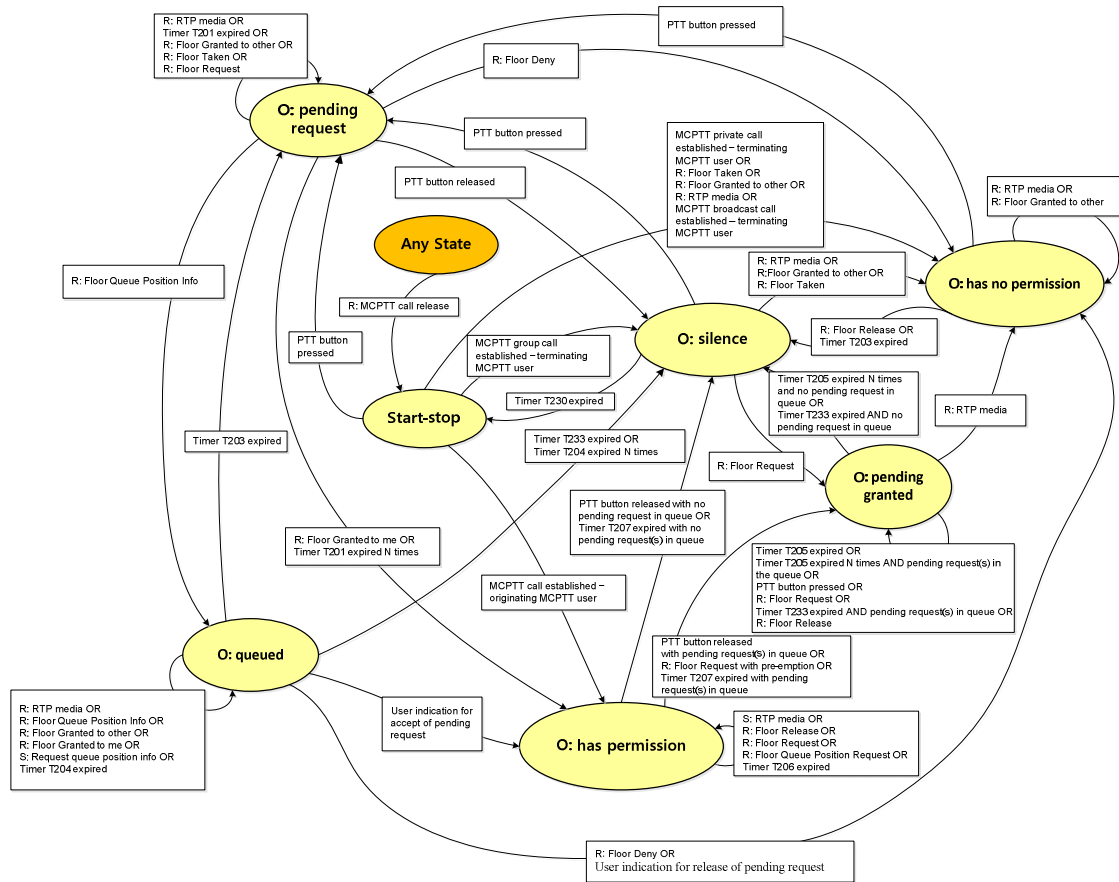 R: RTP media OR
Timer T201 expired OR
R: Floor Granted to other OR
R: Floor Taken OR
R: Floor Request
PTT button pressed
R: Floor Deny
O: pending
request
PTT button pressed
MCPTT private call
established – terminating
MCPTT user OR
R: Floor Taken OR
R: Floor Granted to other OR
R: RTP media OR
MCPTT broadcast call
established – terminating
MCPTT user
PTT button released
R: RTP media OR
R: Floor Granted to other
Any State
R: Floor Queue Position Info
R: RTP media OR
R:Floor Granted to other OR
R: Floor Taken
O: has no permission
R: MCPTT call release
PTT button
pressed
MCPTT group call
established – terminating
MCPTT user
O: silence
R: Floor Release OR
Timer T203 expired
Timer T230 expired
Start-stop
Timer T205 expired N times
and no pending request in
queue OR
Timer T233 expired AND no
pending request in queue
R: RTP media
Timer T203 expired
Timer T233 expired OR
Timer T204 expired N times
R: Floor Request
O: pending
granted
PTT button released with no
pending request in queue OR
Timer T207 expired with no
pending request(s) in queue
R: Floor Granted to me OR
Timer T201 expired N times
Timer T205 expired OR
Timer T205 expired N times AND pending request(s) in
the queue OR
PTT button pressed OR
R: Floor Request OR
Timer T233 expired AND pending request(s) in queue OR
R: Floor Release
MCPTT call established –
originating MCPTT user
O: queued
PTT button released
with pending request(s) in queue OR
R: Floor Request with pre-emption OR
Timer T207 expired with pending
request(s) in queue
R: RTP media OR
R: Floor Queue Position Info OR
R: Floor Granted to other OR
R: Floor Granted to me OR
S: Request queue position info OR
Timer T204 expired
User indication for
accept of pending
request
O: has permission
S: RTP media OR
R: Floor Release OR
R: Floor Request OR
R: Floor Queue Position Request OR
Timer T206 expired
R: Floor Deny OR
User indication for release of pending request